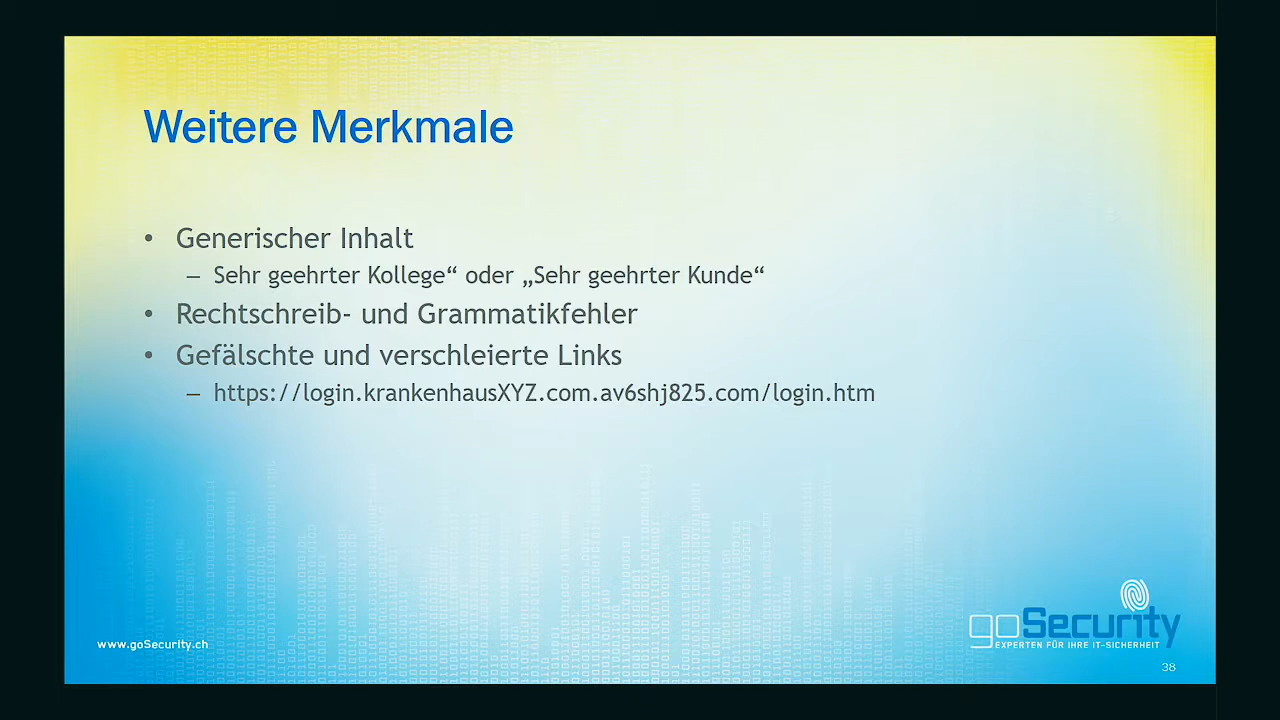 Weitere Merkmale
• Generischer Inhalt
– Sehr geehrter Kollege“ oder „Sehr geehrter Kunde“
• Rechtschreib- und Grammatikfehler
• Gefälschte und verschleierte Links
– https://login.krankenhausXYZ.com.av6shj825.com/login.htm
www.goSecurity.ch
goSecurity
EXPERTEN FÜR IHRE IT-SICHERHEIT
38